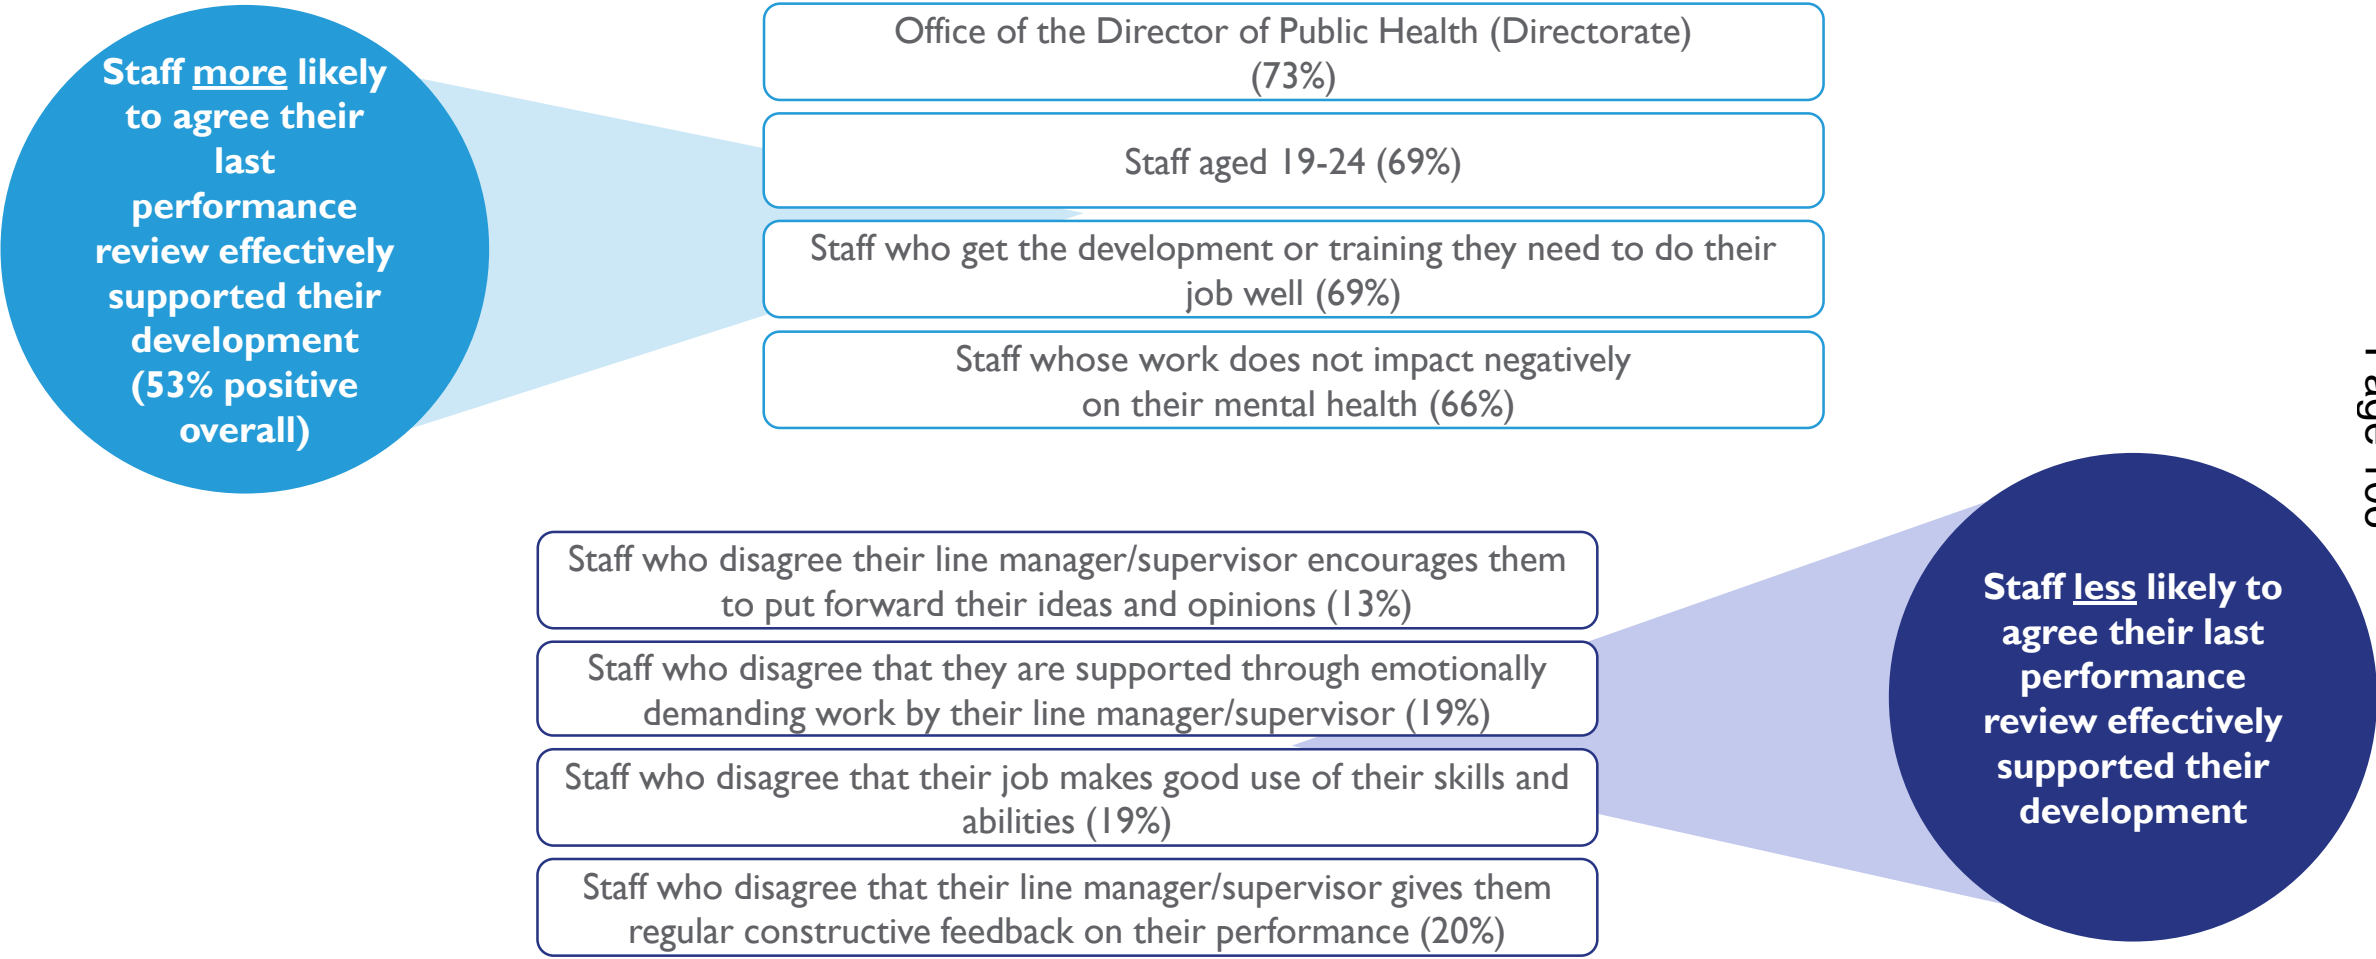 Staff more likely
to agree their
last
performance
review effectively
supported their
development
(53% positive
overall)
Office of the Director of Public Health (Directorate)
(73%)
Staff aged 19-24 (69%)
Staff who get the development or training they need to do their
job well (69%)
Staff whose work does not impact negatively
on their mental health (66%)
Staff who disagree their line manager/supervisor encourages them
to put forward their ideas and opinions (13%)
Staff who disagree that they are supported through emotionally
demanding work by their line manager/supervisor (19%)
Staff who disagree that their job makes good use of their skills and
abilities (19%)
Staff who disagree that their line manager/supervisor gives them
regular constructive feedback on their performance (20%)
Staff less likely to
agree their last
performance
review effectively
supported their
development
Page